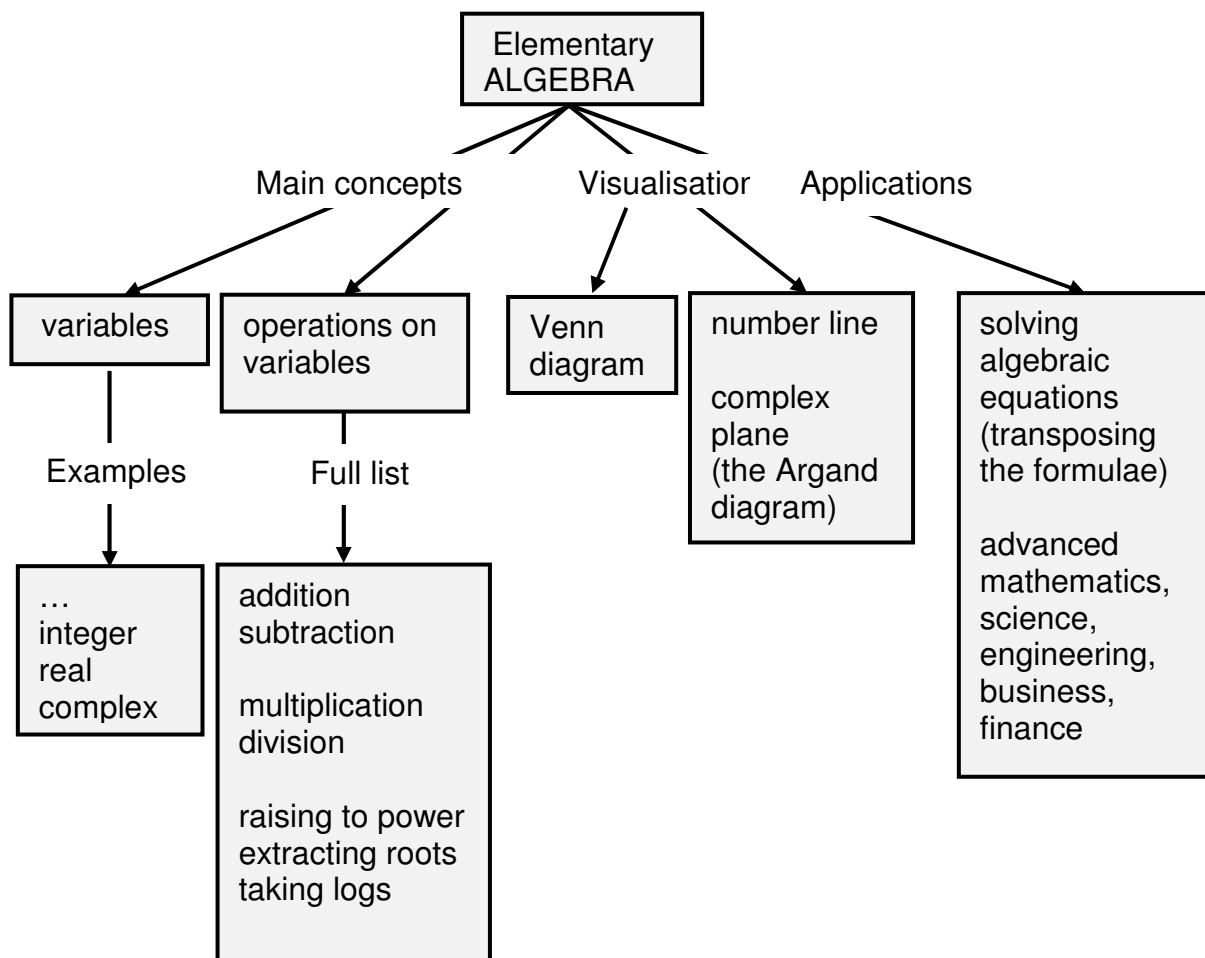 Elementary
ALGEBRA
Main concepts
Visualisatior
Applications
variables
operations on
variables
Venn
diagram
number line
complex
plane
(the Argand
diagram)
solving
algebraic
equations
(transposing
the formulae)
advanced
mathematics,
science,
engineering,
business,
finance
Examples
Full list
…
integer
real
complex
addition
subtraction
multiplication
division
raising to power
extracting roots
taking logs